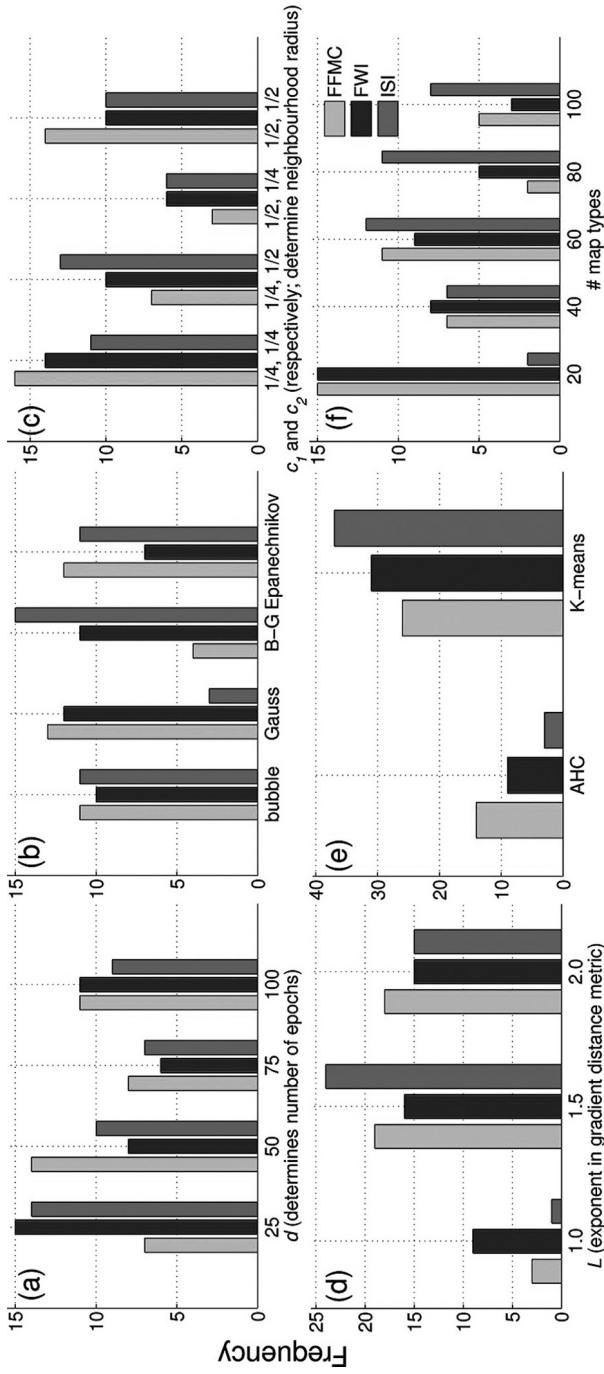 Frequency
(a)
15
10
5
0
25 50 75 100
d (determines number of epochs)
(b)
15
10
5
0
bubble Gauss B−G Epanechnikov
(c)
15
10
5
0
1/4, 1/4 1/4, 1/2 1/2, 1/4 1/2, 1/2
c1 and c2 (respectively; determine neighbourhood radius)
(d)
25
20
15
10
5
0
1.0 1.5 2.0
L (exponent in gradient distance metric)
(e)
40
30
20
10
0
AHC K−means
(f)
15
10
5
0
20 40 60 80 100
# map types
FFMC
FWI
ISI